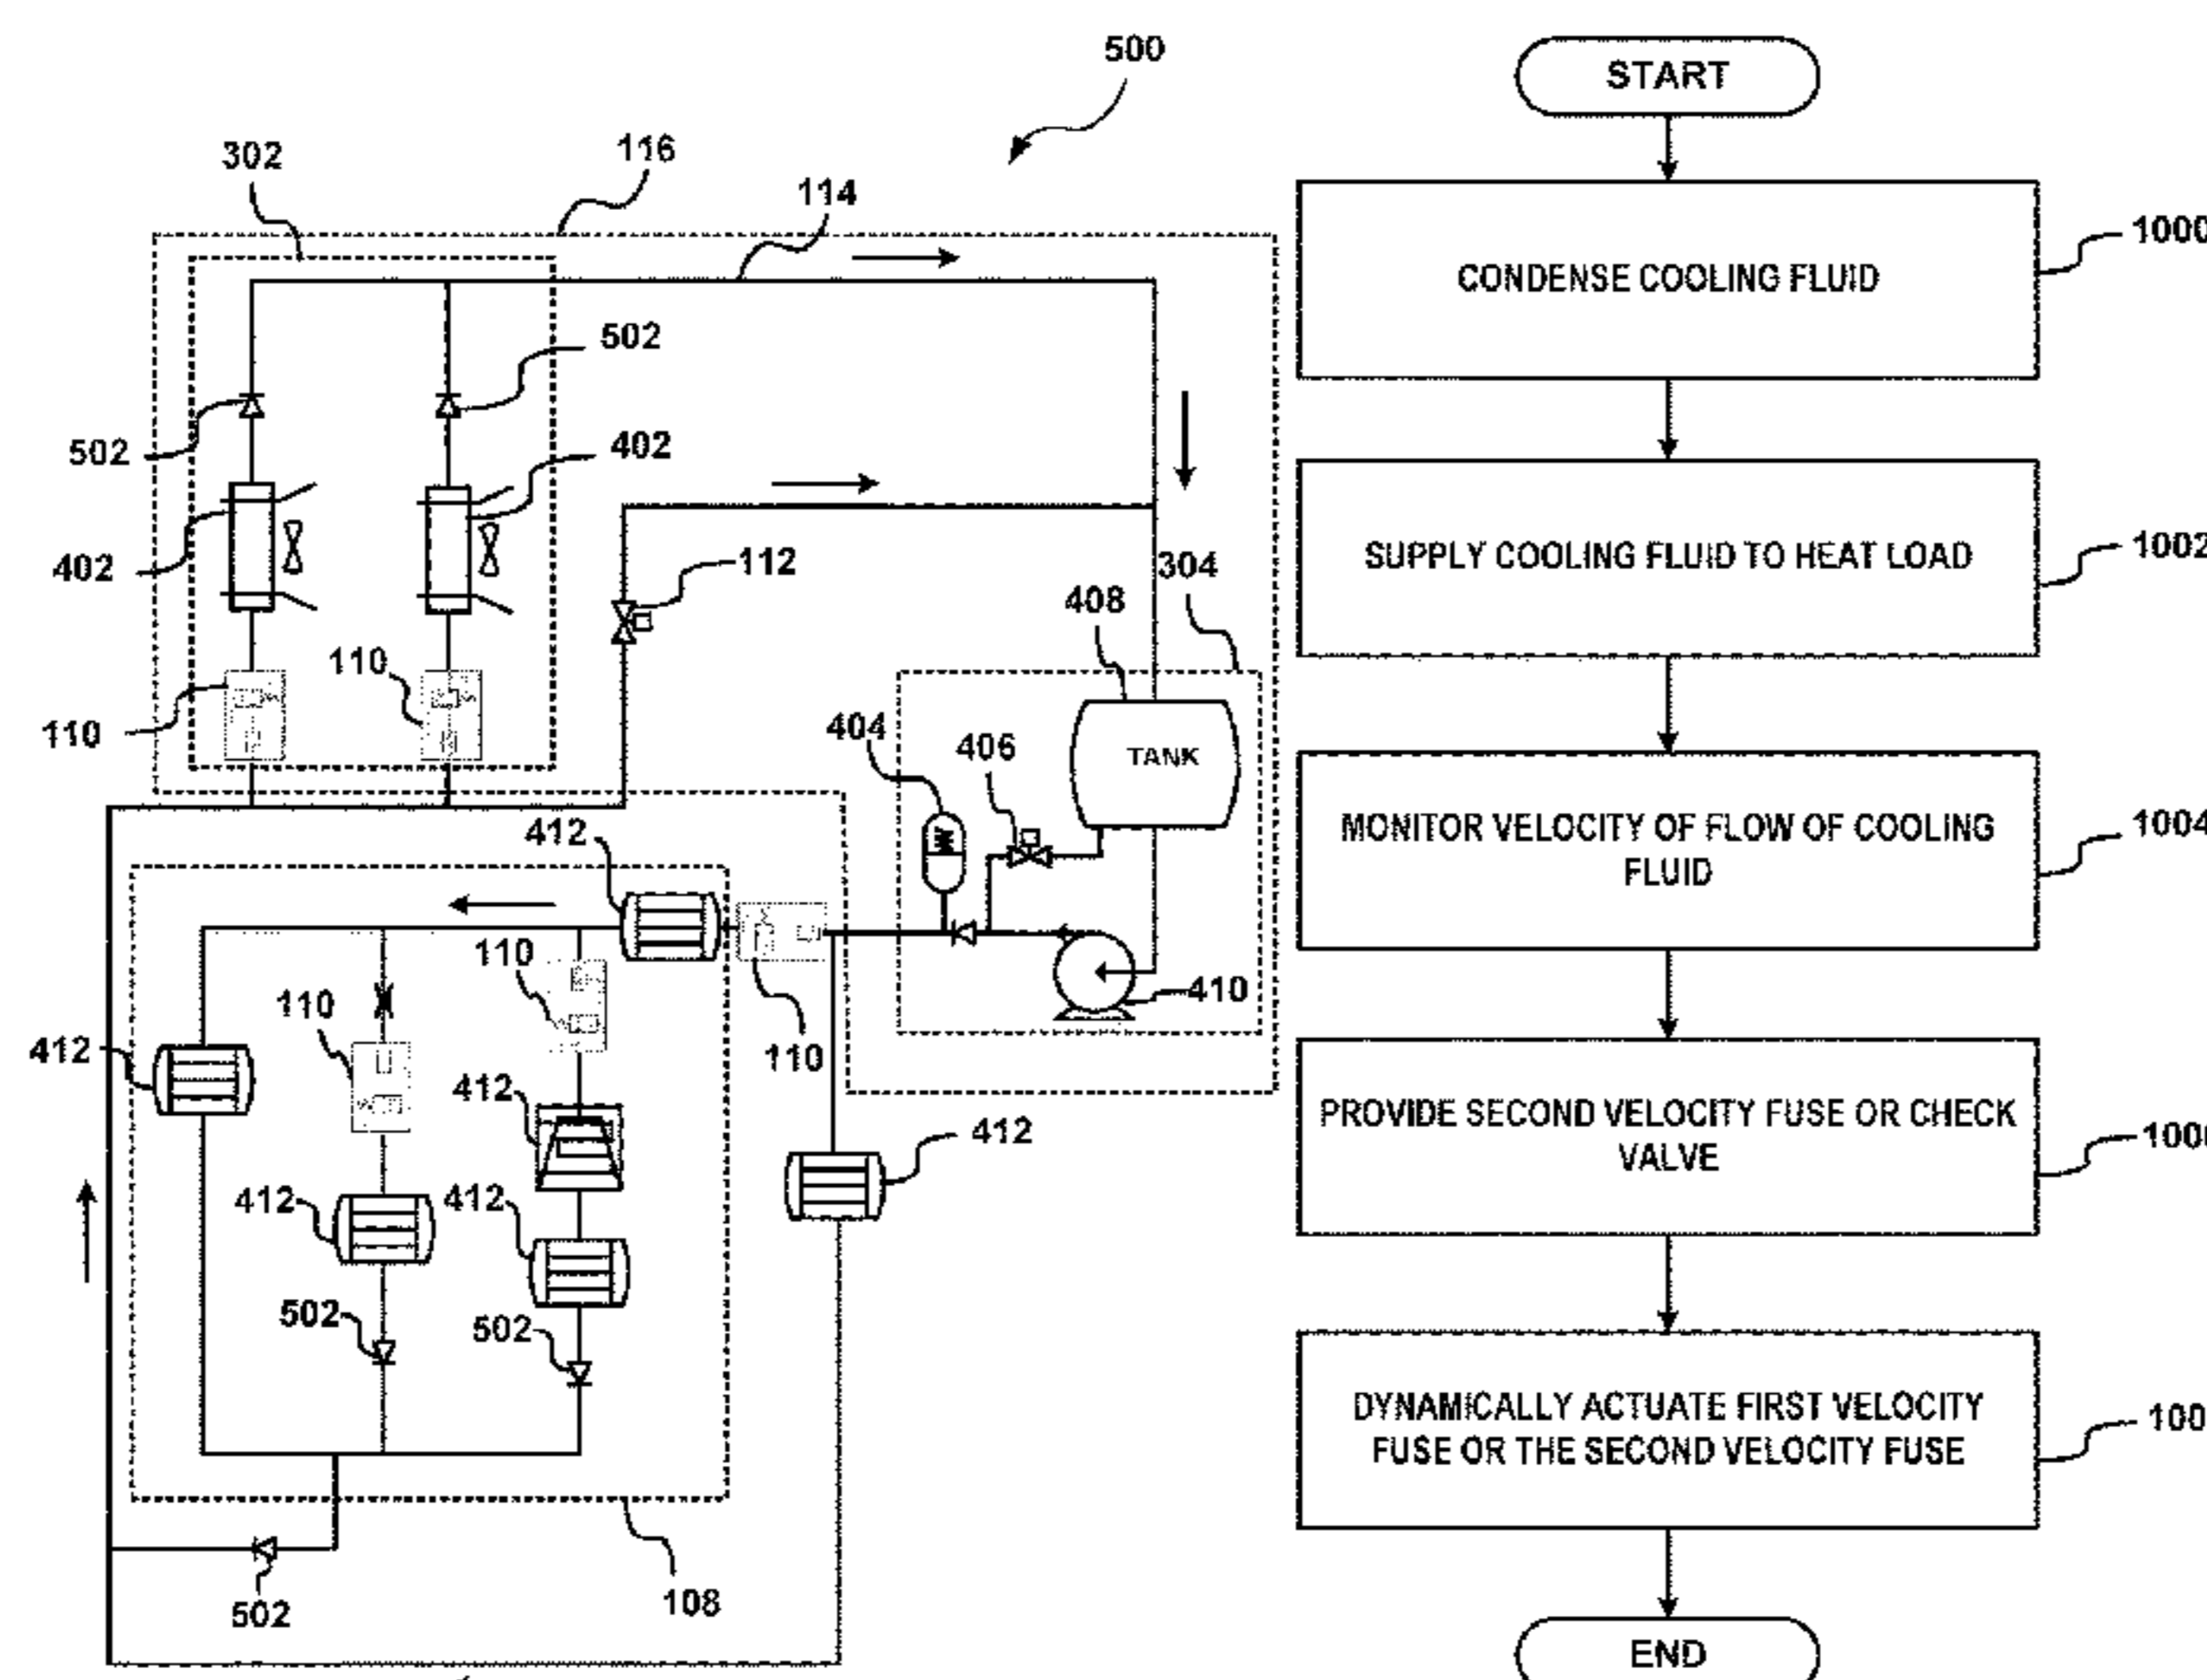 500
302
116
114
502
502
402
402
112
304
408
110
110
404
406
TANK
412
110
110
412
110
410
412
412
412
412
502
502
108
502
START
CONDENSE COOLING FLUID
1000
SUPPLY COOLING FLUID TO HEAT LOAD
1002
MONITOR VELOCITY OF FLOW OF COOLING
FLUID
1004
PROVIDE SECOND VELOCITY FUSE OR CHECK
VALVE
DYNAMICALLY ACTUATE FIRST VELOCITY
FUSE OR THE SECOND VELOCITY FUSE
END